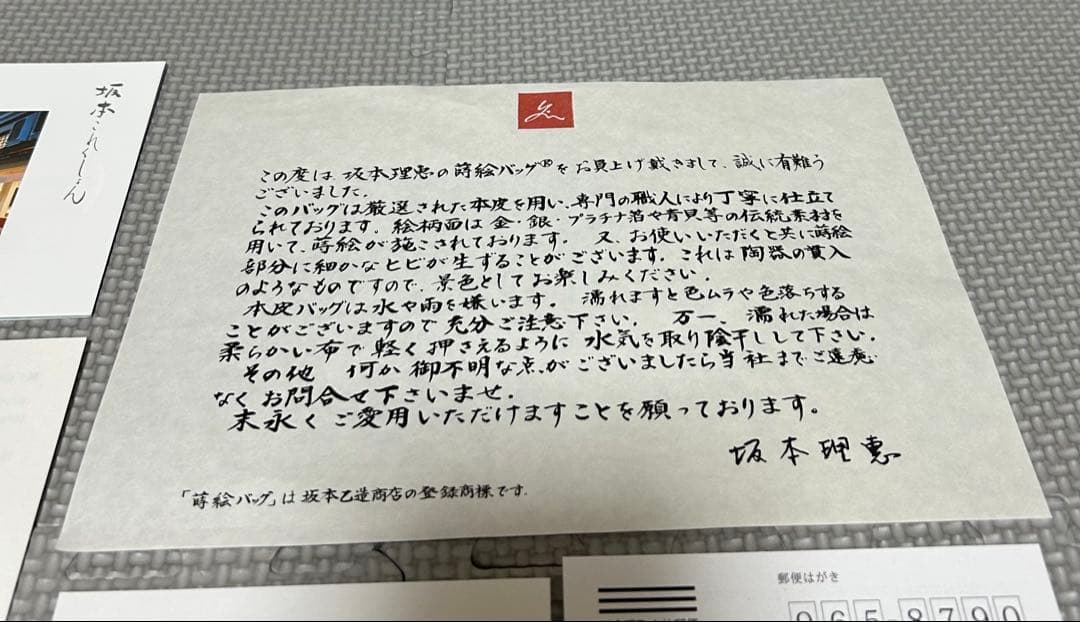 坂本これくしょん
この度は、坂本理恵の蒔絵バッグ®をお買上げ戴きまして、誠に有難う
ございました。
このバッグは厳選された本皮を用い、専門の職人により丁寧に仕立て
られております。絵柄面は金・銀・プラチナ箔や青貝等の伝統素材を
用いて、蒔絵が施こされております。 又、お使いいただくと共に蒔絵
部分に細かなヒビが生ずることがございます。これは陶器の貫入
のようなものですので、景色としてお楽しみください。
本皮バッグは水や雨を嫌います。 濡れますと色ムラや色落ちする
ことがございますので充分ご注意下さい。 万一、濡れた場合は
柔らかい布で軽く押さえるように水気を取り陰干しして下さい。
その他 何か御不明な点がございましたら当社までご遠慮
なくお問合せ下さいませ。
末永くご愛用いただけますことを願っております。
坂本理恵
「蒔絵バッグ」は坂本乙造商店の登録商標です。
郵便はがき
065-8790